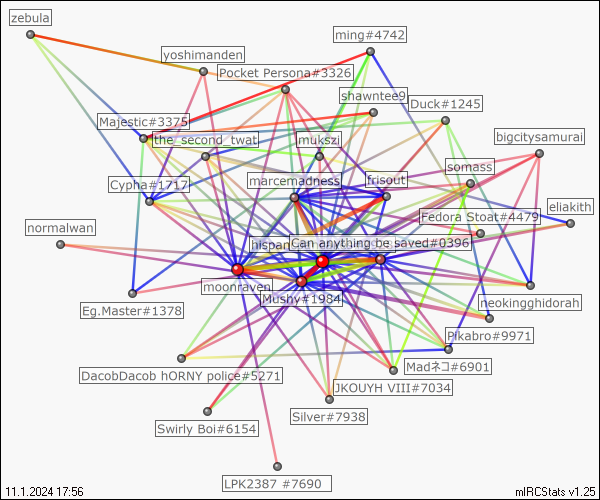 zebula
ming#4742
yoshimanden
Pocket Persona#3326
shawntee9
Duck#1245
Majestic#3375
the_second_twat
mukszi
bigcitysamurai
somass
Cypha#1717
marcemadness
frisout
eliakith
Fedora Stoat#4479
normalwan
hispan
Can anything be saved#0396
moonraven
Mushy#1984
neokingghidorah
Eg.Master#1378
Pikabro#9971
Madネコ#6901
DacobDacob hORNY police#5271
JKOUYH VIII#7034
Silver#7938
Swirly Boi#6154
LPK2387 #7690
11.1.2024 17:56
mIRCStats v1.25